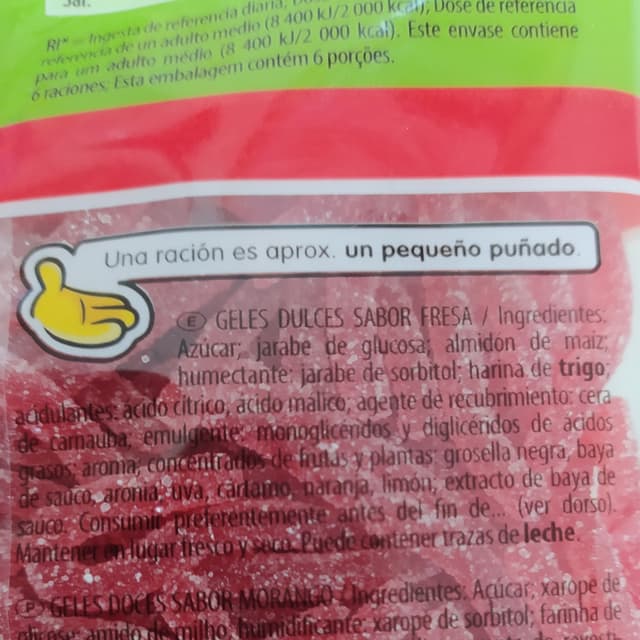 Sal:
RI* = Ingesta de referencia diaria, Dose de referencia
referencia de un adulto medio (8 400 kJ/2 000 kcal); Dose de referencia
para um adulto médio (8 400 kJ/2 000 kcal). Este envase contiene
6 raciones; Esta embalagem contém 6 porções.
Una ración es aprox. un pequeño puñado.
E GELES DULCES SABOR FRESA / Ingredientes:
Azúcar; jarabe de glucosa; almidón de maíz;
humectante: jarabe de sorbitol; harina de trigo;
acidulantes: ácido cítrico, ácido málico; agente de recubrimiento: cera
de carnauba; emulgente: monoglicéridos y diglicéridos de ácidos
grasos; aroma; concentrados de frutas y plantas: grosella negra, baya
de saúco, aronia, uva, cártamo, naranja, limón; extracto de baya de
saúco. Consumir preferentemente antes del fin de... (ver dorso).
Mantener en lugar fresco y seco. Puede contener trazas de leche.
P GELES DOCES SABOR MORANGO / Ingredientes: Açúcar; xarope de
glicose; amido de milho; humidificante: xarope de sorbitol; farinha de